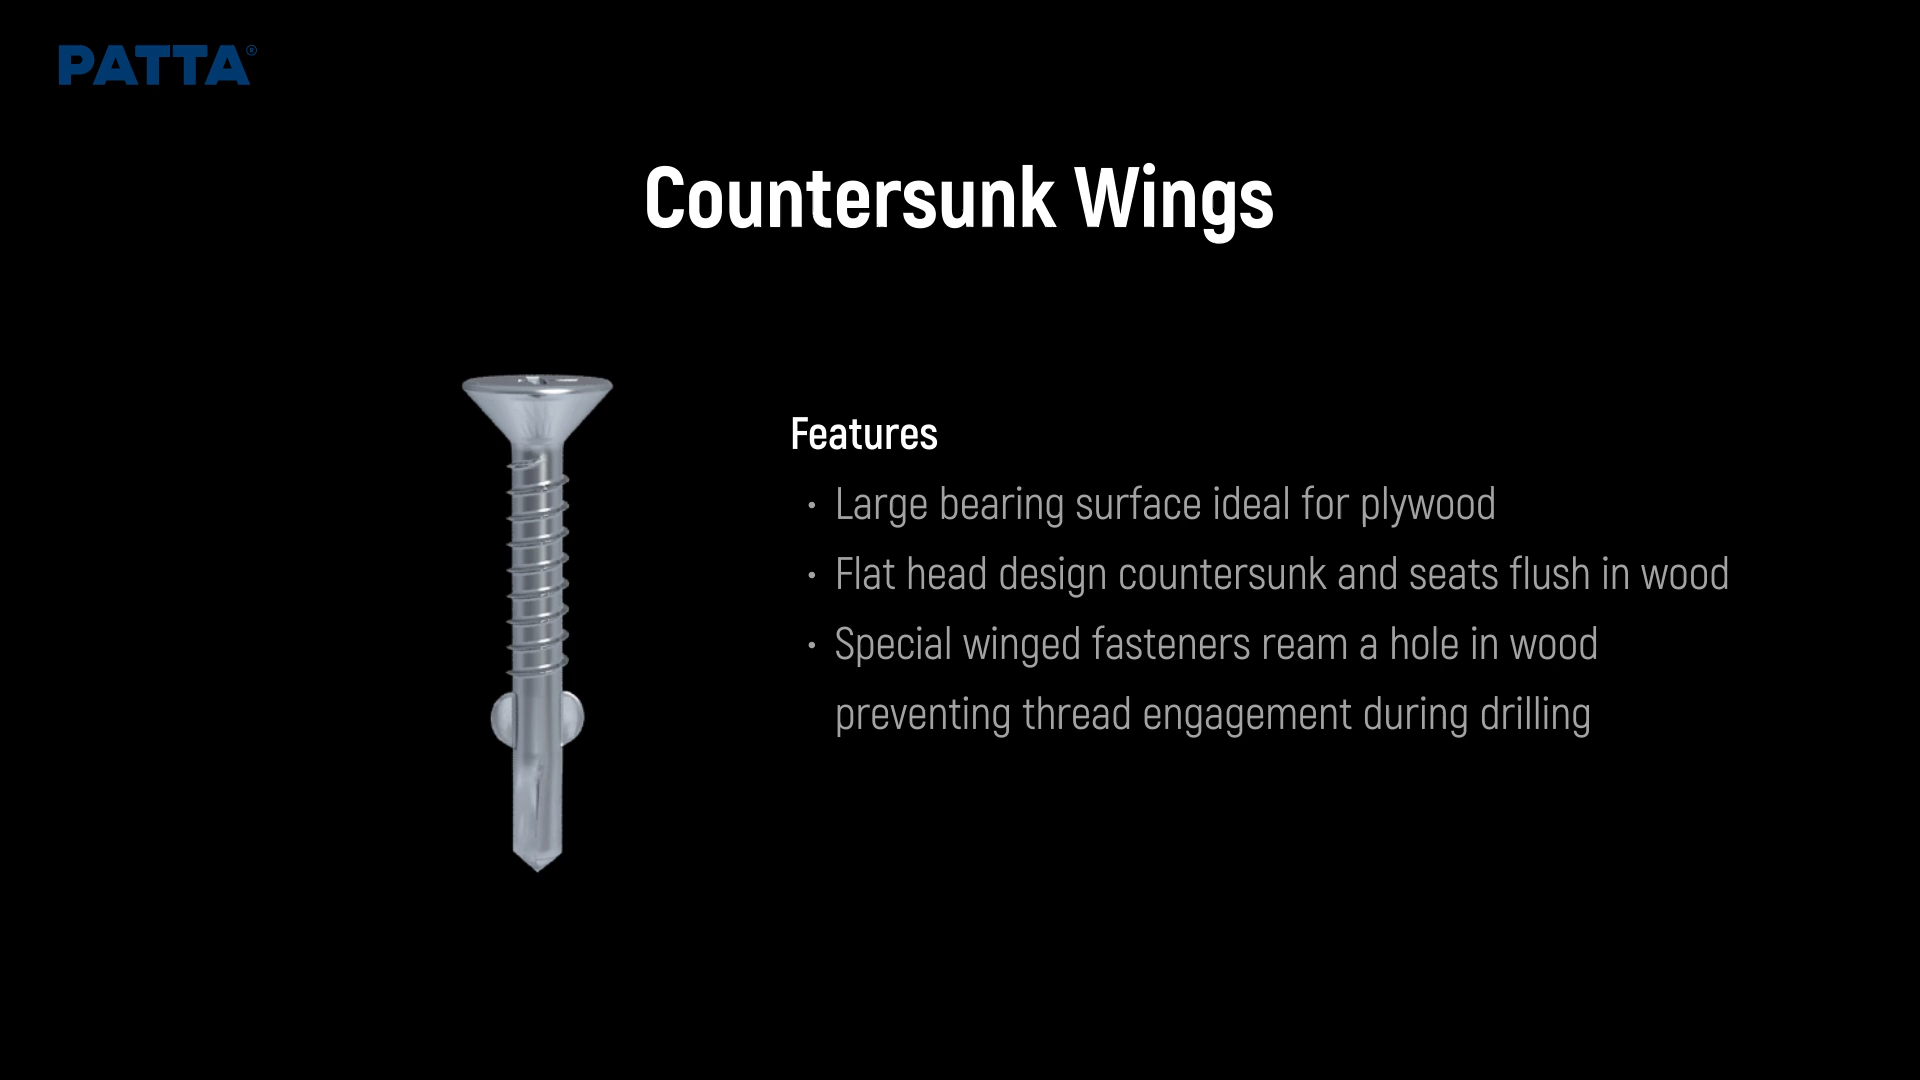 PATTA®
Countersunk Wings
Features
• Large bearing surface ideal for plywood
• Flat head design countersunk and seats flush in wood
• Special winged fasteners ream a hole in wood
preventing thread engagement during drilling